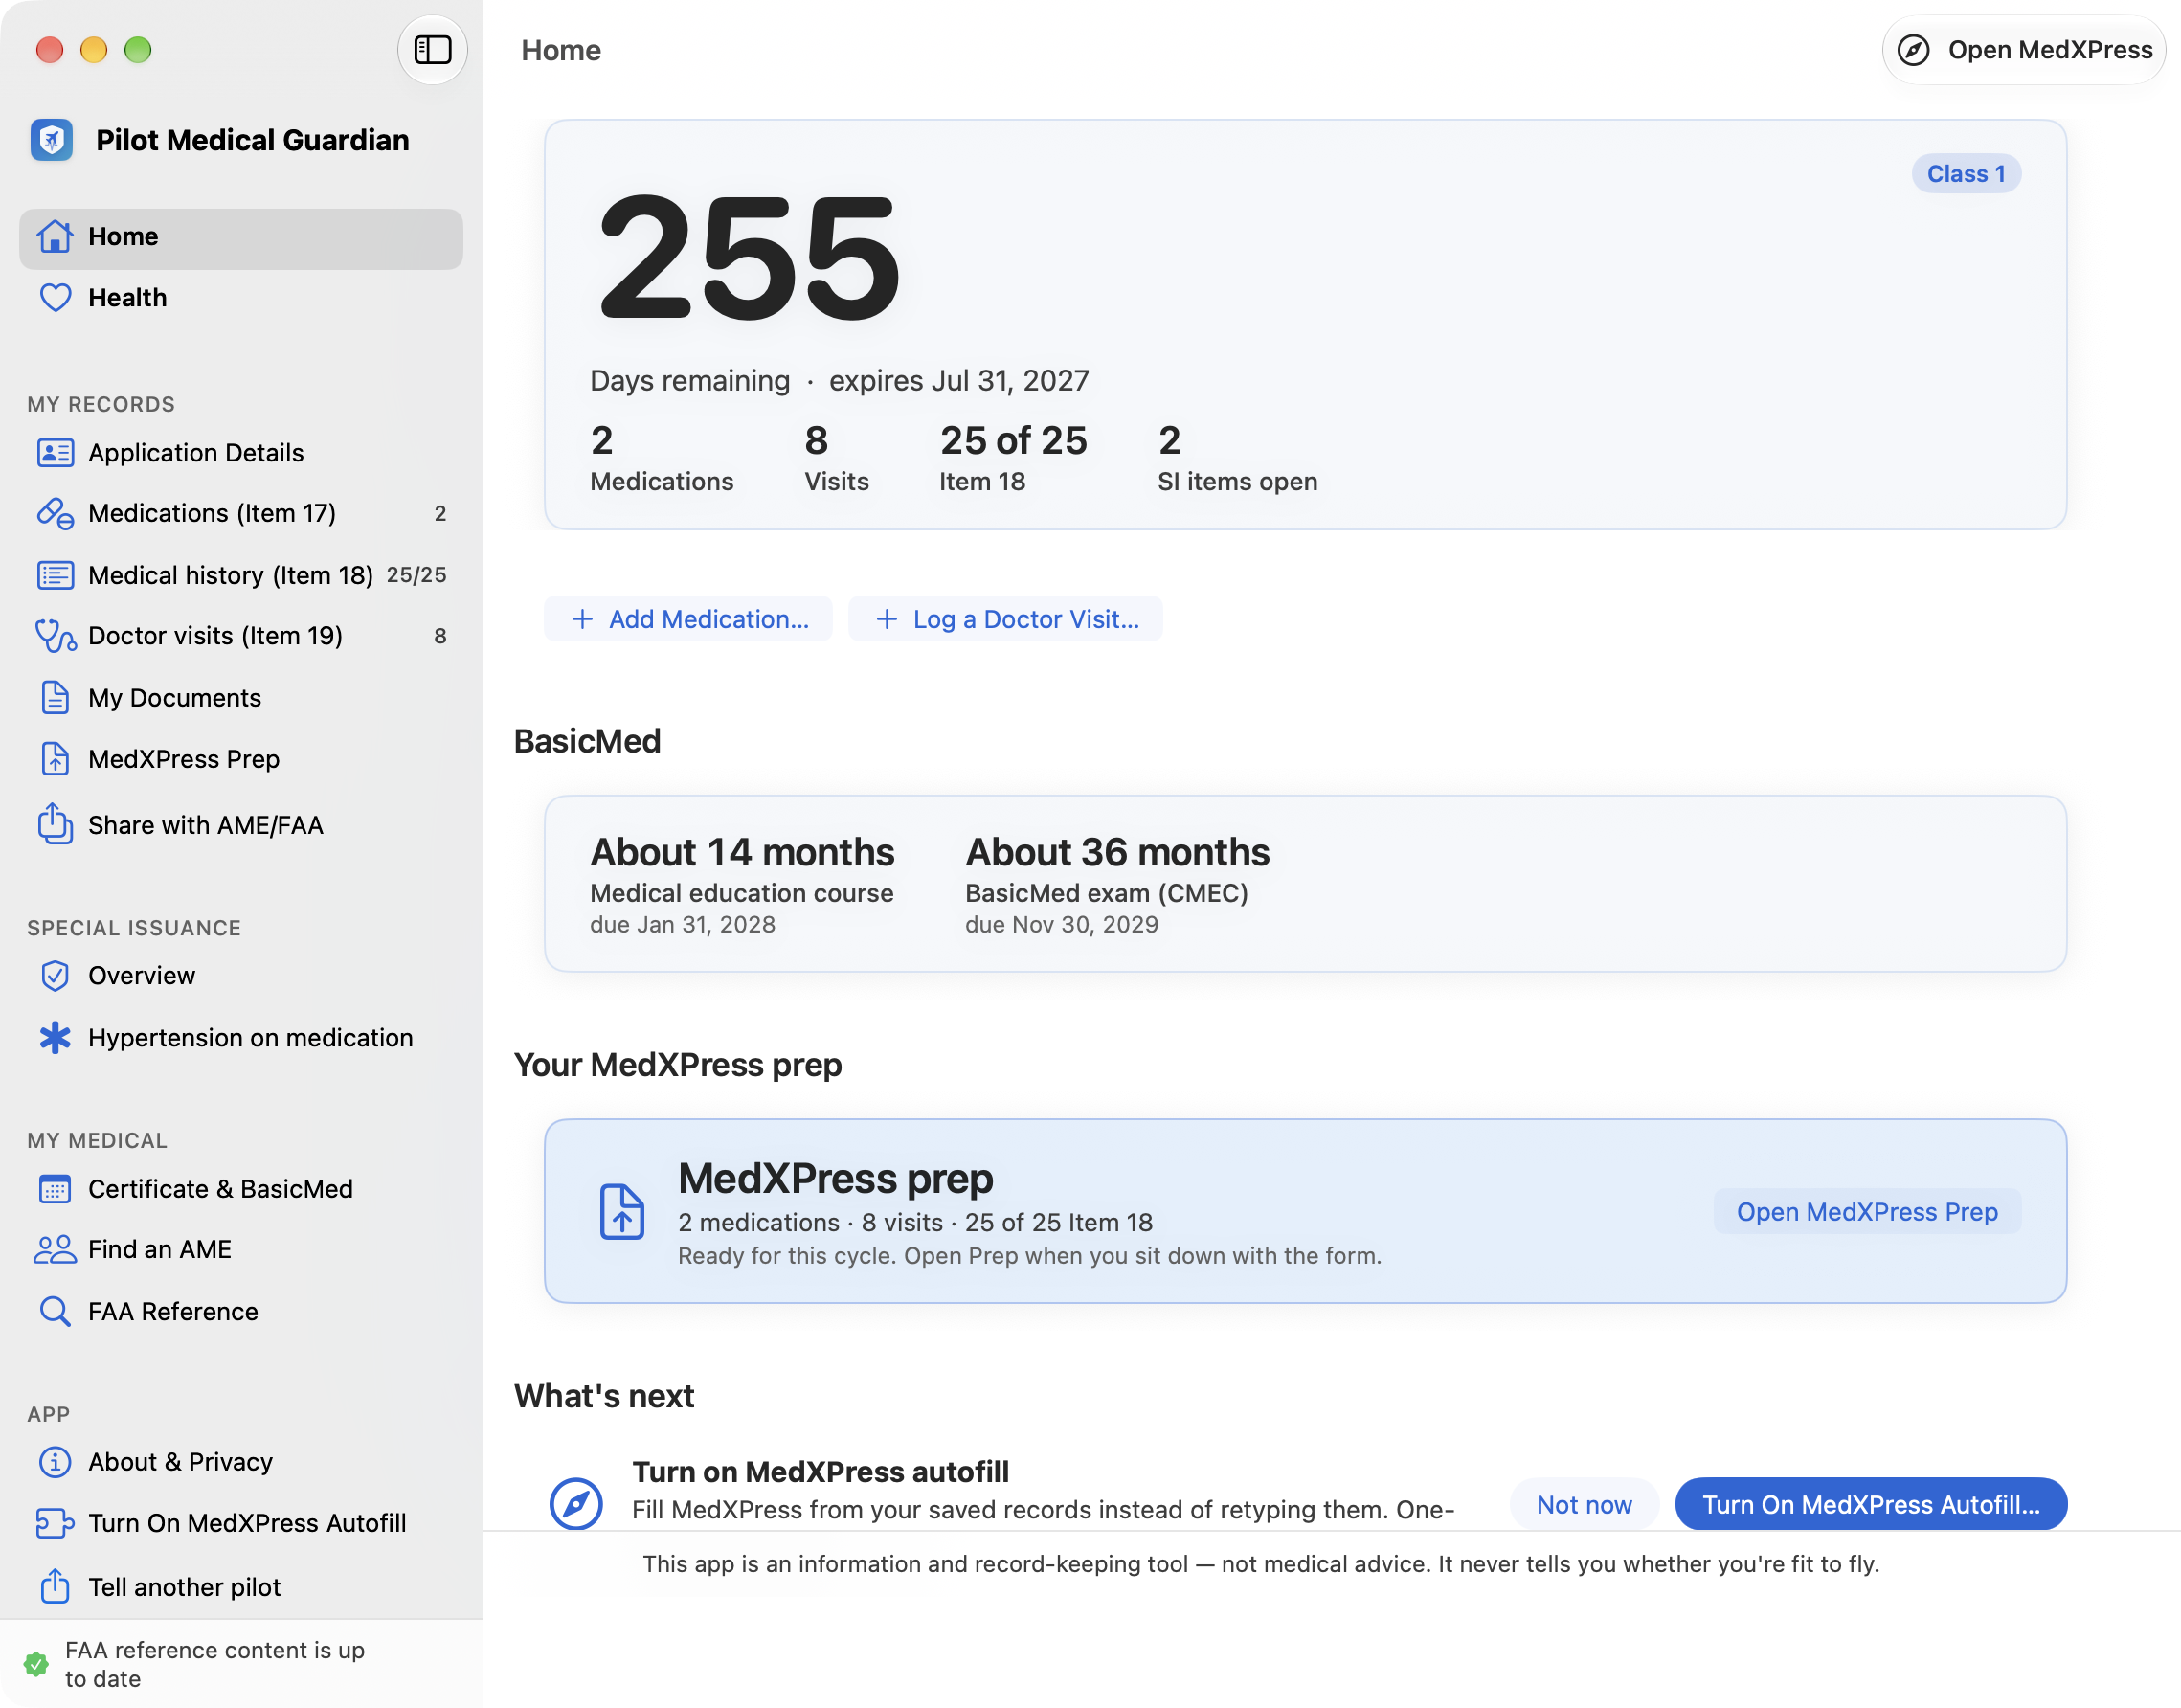 Pilot Medical Guardian
Home
Health
MY RECORDS
Application Details
Medications (Item 17) 2
Medical history (Item 18) 25/25
Doctor visits (Item 19) 8
My Documents
MedXPress Prep
Share with AME/FAA
SPECIAL ISSUANCE
Overview
Hypertension on medication
MY MEDICAL
Certificate & BasicMed
Find an AME
FAA Reference
APP
About & Privacy
Turn On MedXPress Autofill
Tell another pilot
FAA reference content is up
to date
Home
Open MedXPress
Class 1
255
Days remaining · expires Jul 31, 2027
2 8 25 of 25 2
Medications Visits Item 18 SI items open
+ Add Medication... + Log a Doctor Visit...
BasicMed
About 14 months About 36 months
Medical education course BasicMed exam (CMEC)
due Jan 31, 2028 due Nov 30, 2029
Your MedXPress prep
MedXPress prep
2 medications · 8 visits · 25 of 25 Item 18
Ready for this cycle. Open Prep when you sit down with the form.
Open MedXPress Prep
What's next
Turn on MedXPress autofill
Fill MedXPress from your saved records instead of retyping them. One-
Not now Turn On MedXPress Autofill...
This app is an information and record-keeping tool — not medical advice. It never tells you whether you're fit to fly.